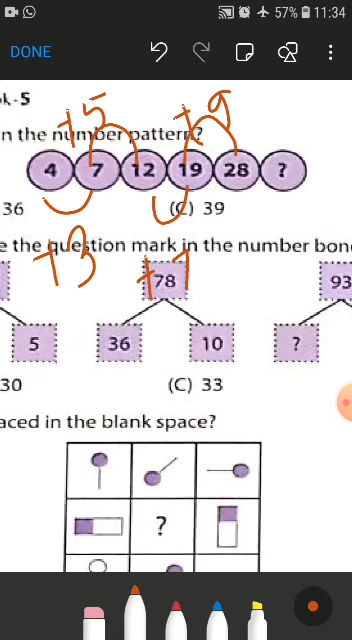 57% 11:34
DONE
k-5
+5 +9
n the number pattern?
4 7 12 19 28 ?
36 (C) 39
e the question mark in the number bon
+3 +7
78 93
5 36 10 ?
30 (C) 33
aced in the blank space?
?